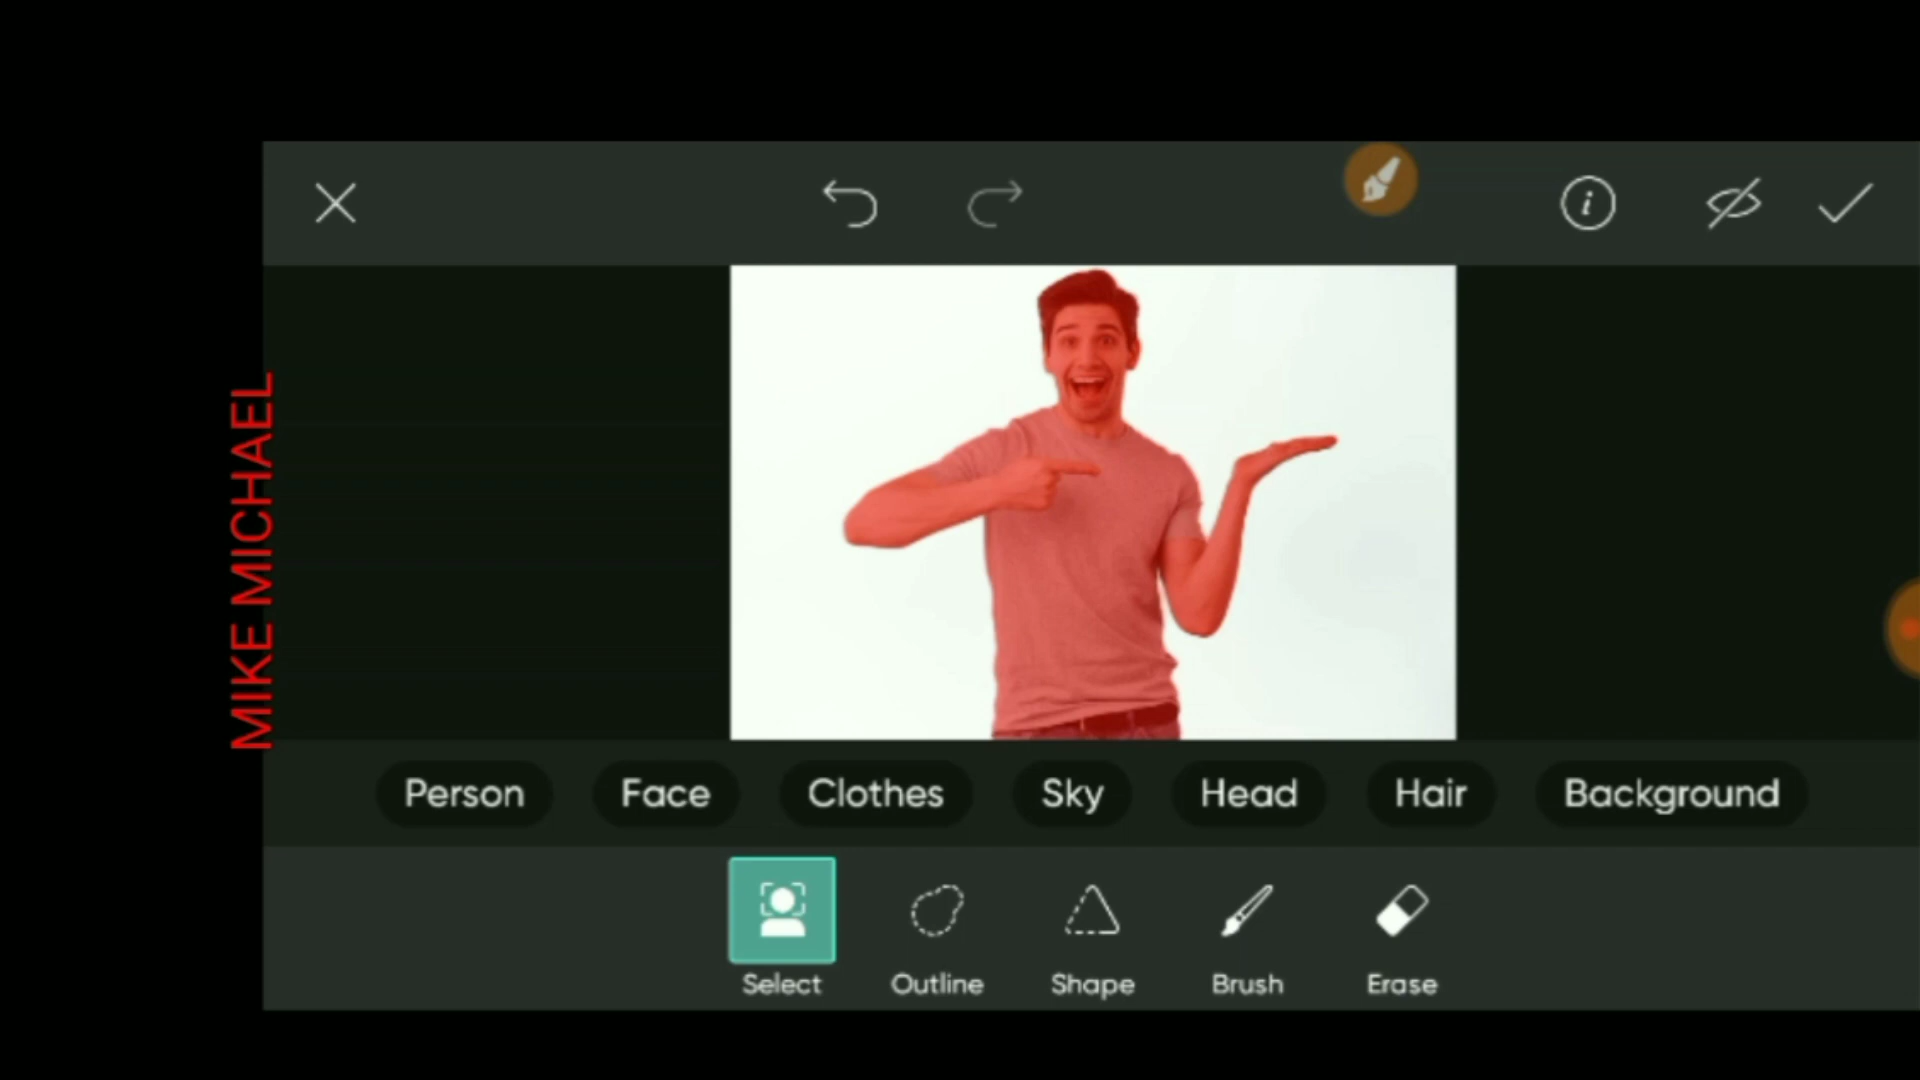 MIKE MICHAEL
Person Face Clothes Sky Head Hair Background
Select Outline Shape Brush Erase